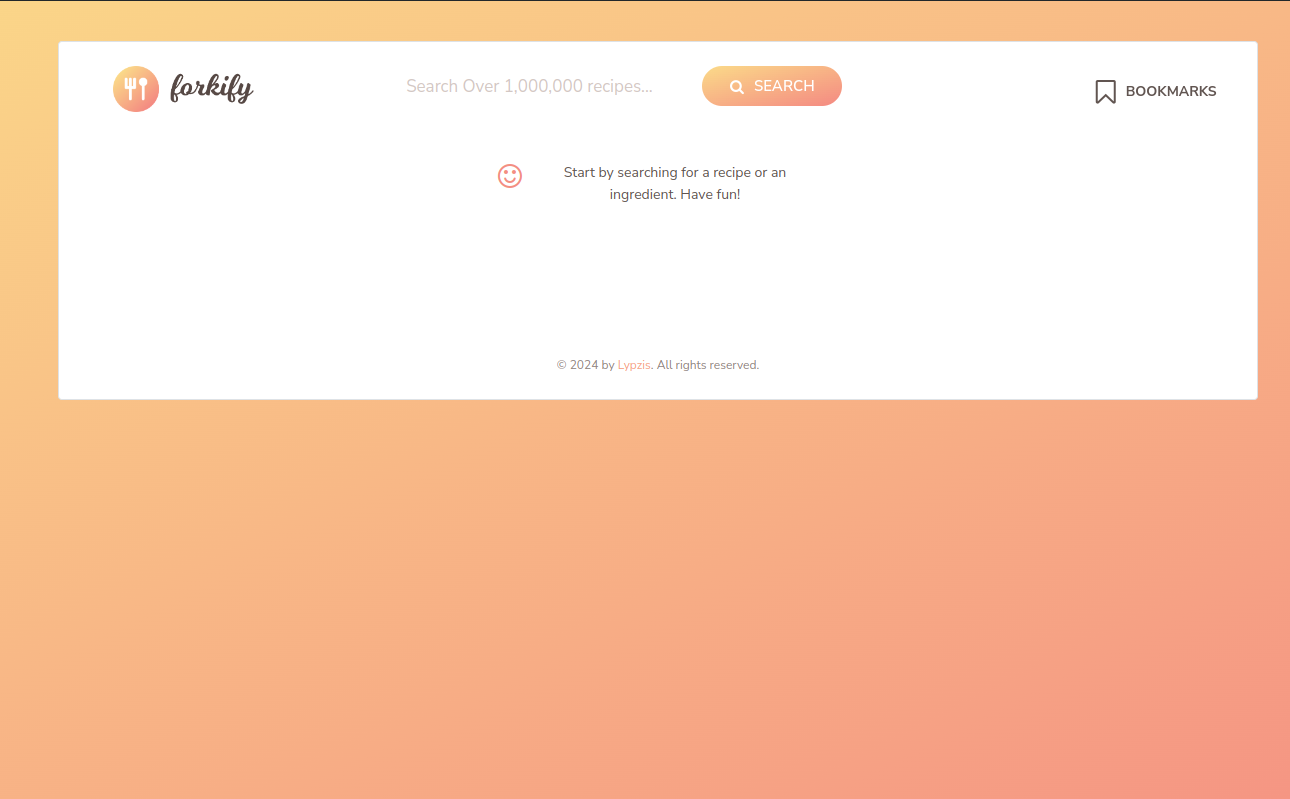 forkify
Search Over 1,000,000 recipes...
SEARCH
BOOKMARKS
Start by searching for a recipe or an
ingredient. Have fun!
© 2024 by Lypzis. All rights reserved.